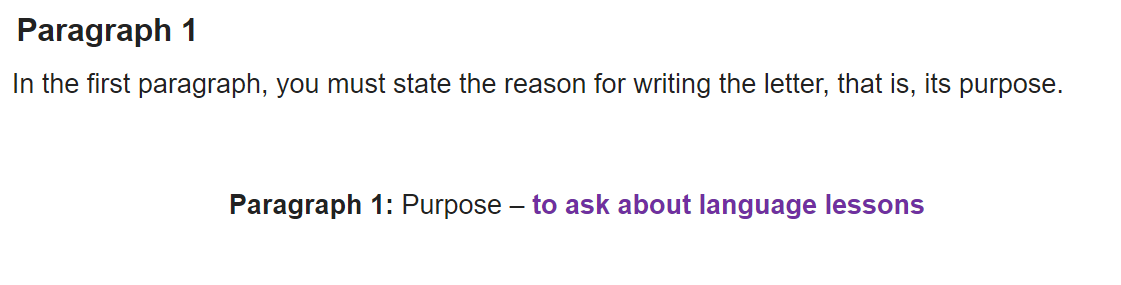 Paragraph 1
In the first paragraph, you must state the reason for writing the letter, that is, its purpose.
Paragraph 1: Purpose – to ask about language lessons